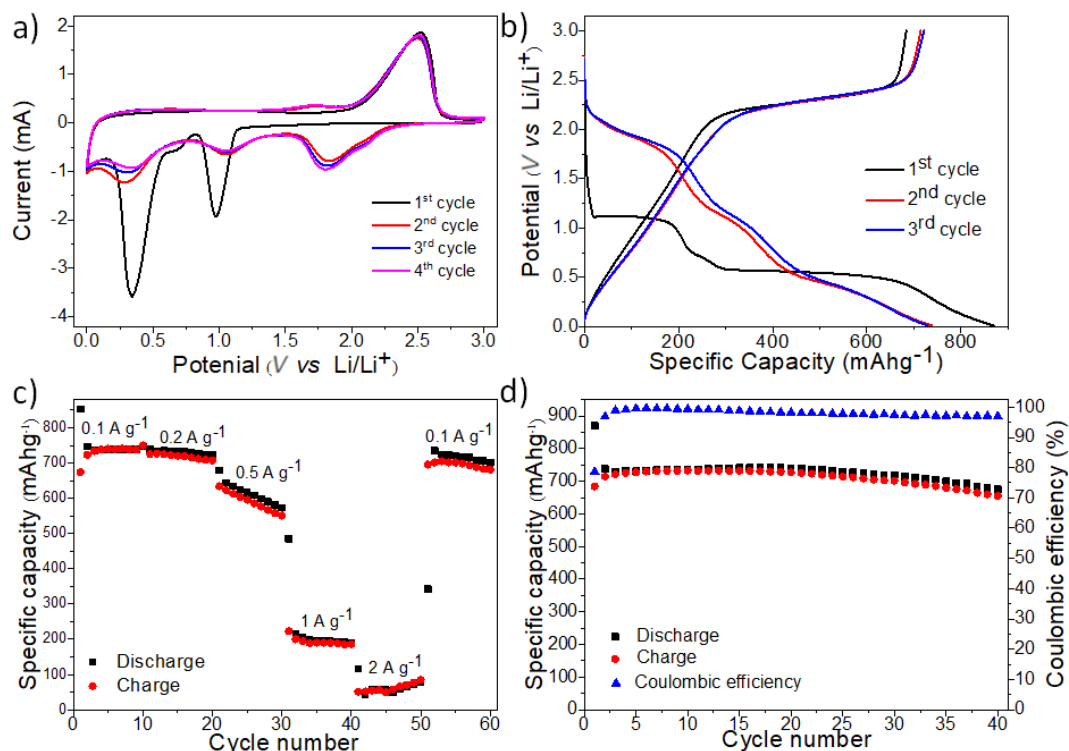 a)
2
1
0
-1
-2
-3
-4
Current (mA)
1st cycle
2nd cycle
3rd cycle
4th cycle
0.0 0.5 1.0 1.5 2.0 2.5 3.0
Potenial (V vs Li/Li+)
b)
3.0
2.5
2.0
1.5
1.0
0.5
0.0
Potential (V vs Li/Li+)
1st cycle
2nd cycle
3rd cycle
0 200 400 600 800
Specific Capacity (mAhg-1)
c)
800
700
600
500
400
300
200
100
0
Specific capacity (mAhg-1)
0.1 A g-1
0.2 A g-1
0.5 A g-1
1 A g-1
2 A g-1
0.1 A g-1
Discharge
Charge
0 10 20 30 40 50 60
Cycle number
d)
900
800
700
600
500
400
300
200
100
0
Specific capacity (mAhg-1)
Discharge
Charge
Coulombic efficiency
100
90
80
70
60
50
40
30
20
10
0
Coulombic efficiency (%)
0 5 10 15 20 25 30 35 40
Cycle number